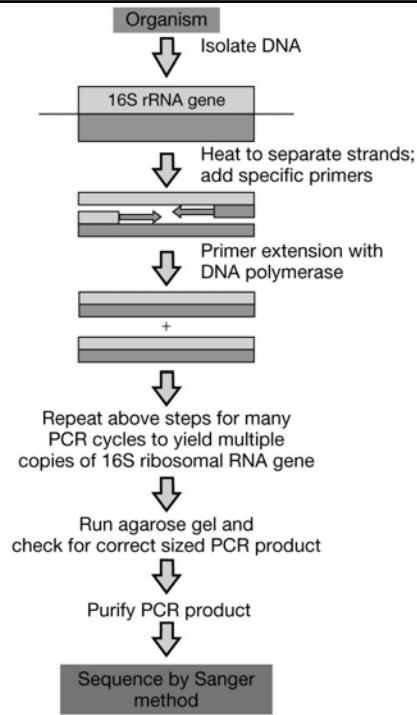 Organism
Isolate DNA
16S rRNA gene
Heat to separate strands;
add specific primers
Primer extension with
DNA polymerase
+
Repeat above steps for many
PCR cycles to yield multiple
copies of 16S ribosomal RNA gene
Run agarose gel and
check for correct sized PCR product
Purify PCR product
Sequence by Sanger
method